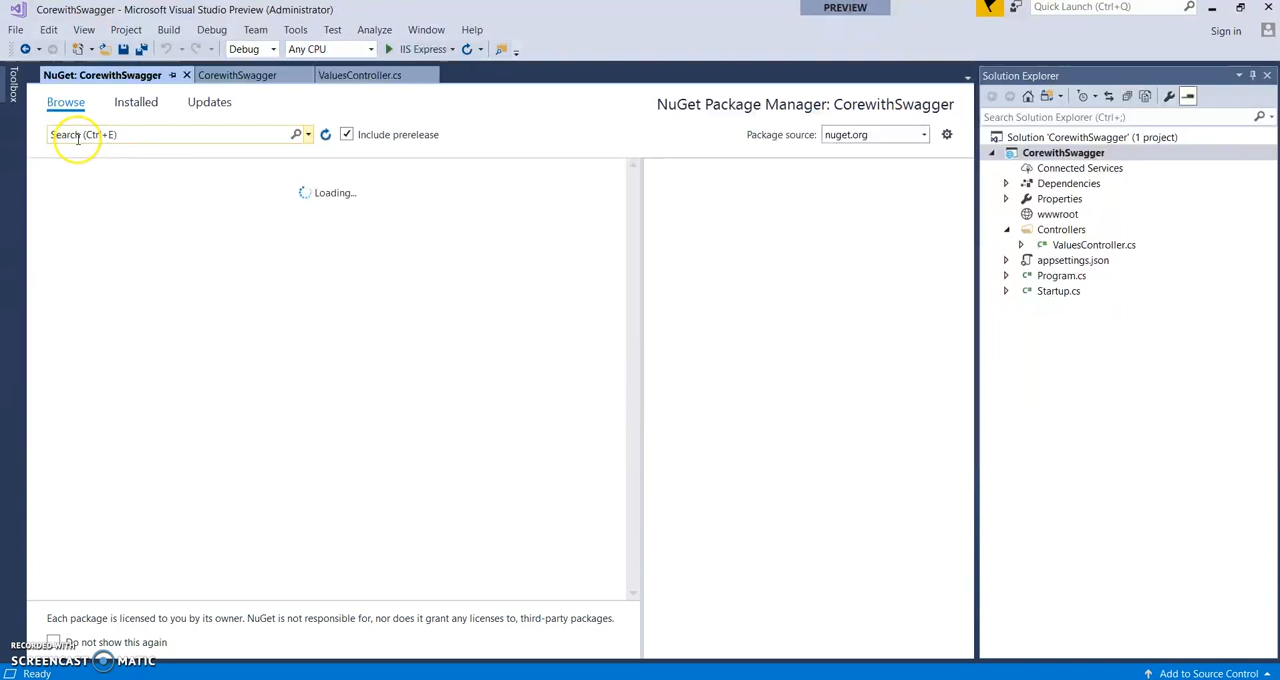 CorewithSwagger - Microsoft Visual Studio Preview (Administrator)
PREVIEW
Quick Launch (Ctrl+Q)
File Edit View Project Build Debug Team Tools Test Analyze Window Help
Sign in
Debug Any CPU IIS Express
Toolbox
NuGet: CorewithSwagger CorewithSwagger ValuesController.cs
Browse Installed Updates
NuGet Package Manager: CorewithSwagger
Search (Ctrl+E) Include prerelease
Package source: nuget.org
Loading...
Each package is licensed to you by its owner. NuGet is not responsible for, nor does it grant any licenses to, third-party packages.
Do not show this again
RECORDED WITH
SCREENCAST MATIC
Ready
Add to Source Control
Solution Explorer
Search Solution Explorer (Ctrl+;)
Solution 'CorewithSwagger' (1 project)
CorewithSwagger
Connected Services
Dependencies
Properties
wwwroot
Controllers
ValuesController.cs
appsettings.json
Program.cs
Startup.cs